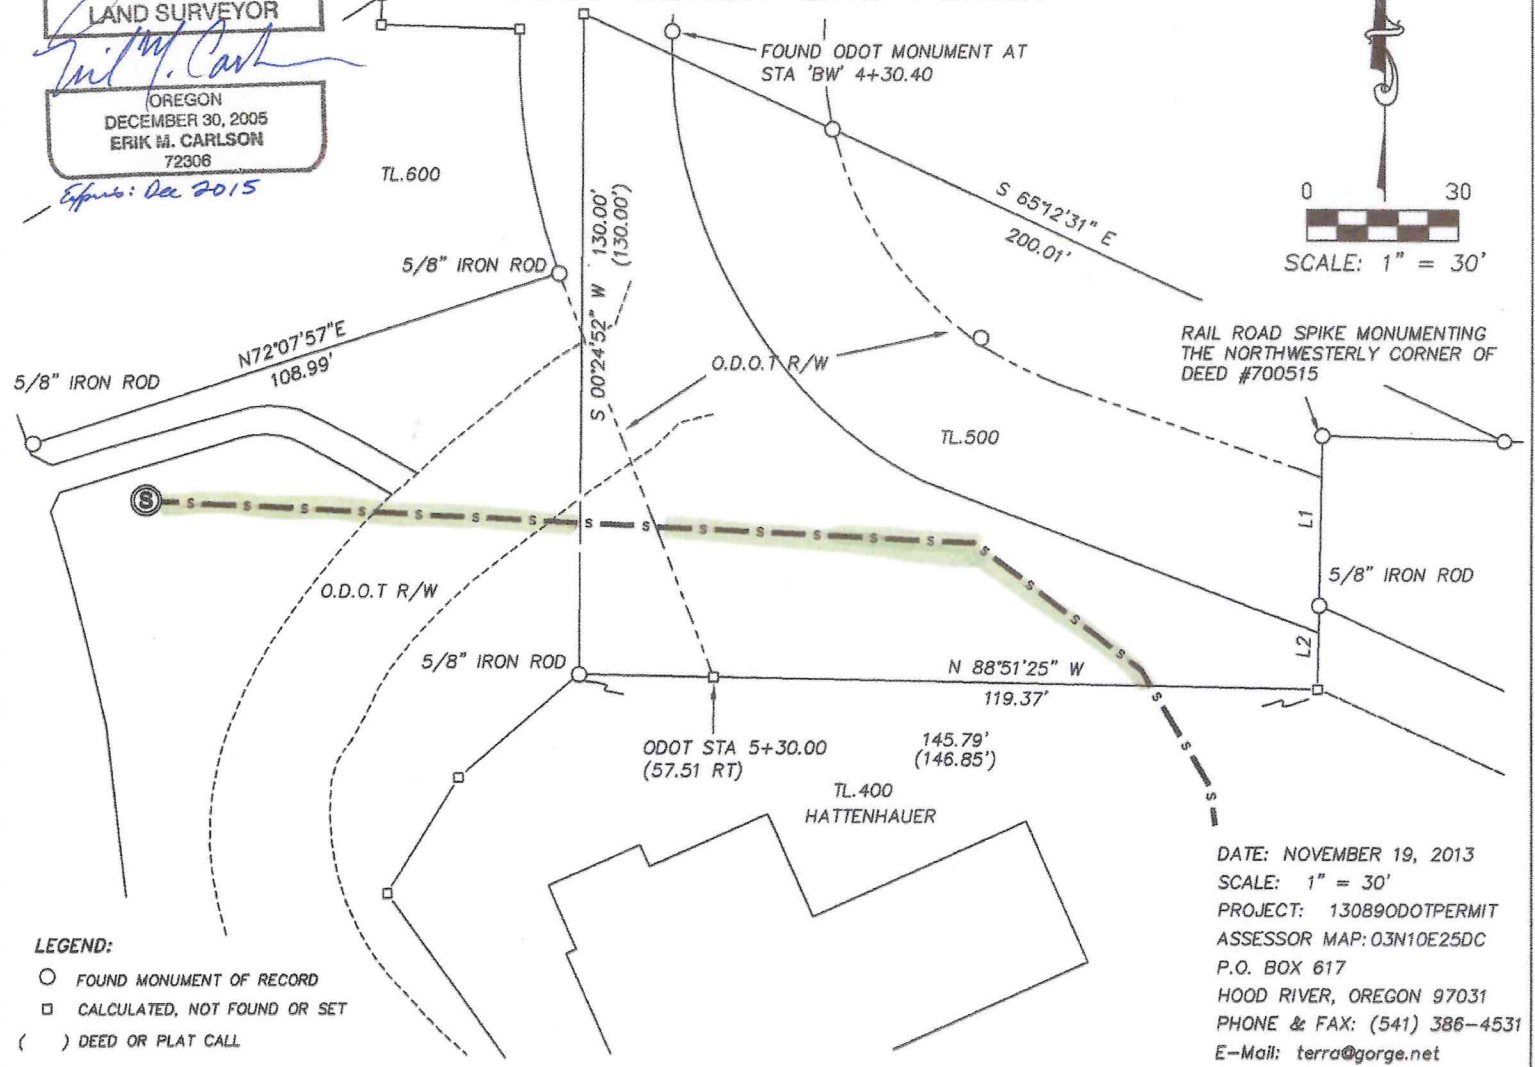 LAND SURVEYOR
Erik M. Carlson
OREGON
DECEMBER 30, 2005
ERIK M. CARLSON
72306
Expires: Dec 2015
TL.600
FOUND ODOT MONUMENT AT
STA 'BW' 4+30.40
130.00'
(130.00')
S 00°24'52" W
S 65°12'31" E
200.01'
0 30
SCALE: 1" = 30'
5/8" IRON ROD
N72°07'57"E
108.99'
5/8" IRON ROD
O.D.O.T R/W
RAIL ROAD SPIKE MONUMENTING
THE NORTHWESTERLY CORNER OF
DEED #700515
TL.500
S
S S S S S S S S S S S S S S S S S S S S S S
L1
5/8" IRON ROD
O.D.O.T R/W
L2
5/8" IRON ROD
N 88°51'25" W
119.37'
ODOT STA 5+30.00
(57.51 RT)
145.79'
(146.85')
TL.400
HATTENHAUER
DATE: NOVEMBER 19, 2013
SCALE: 1" = 30'
PROJECT: 13089ODOTPERMIT
ASSESSOR MAP: 03N10E25DC
P.O. BOX 617
HOOD RIVER, OREGON 97031
PHONE & FAX: (541) 386-4531
E-Mail: terra@gorge.net
LEGEND:
FOUND MONUMENT OF RECORD
CALCULATED, NOT FOUND OR SET
( ) DEED OR PLAT CALL